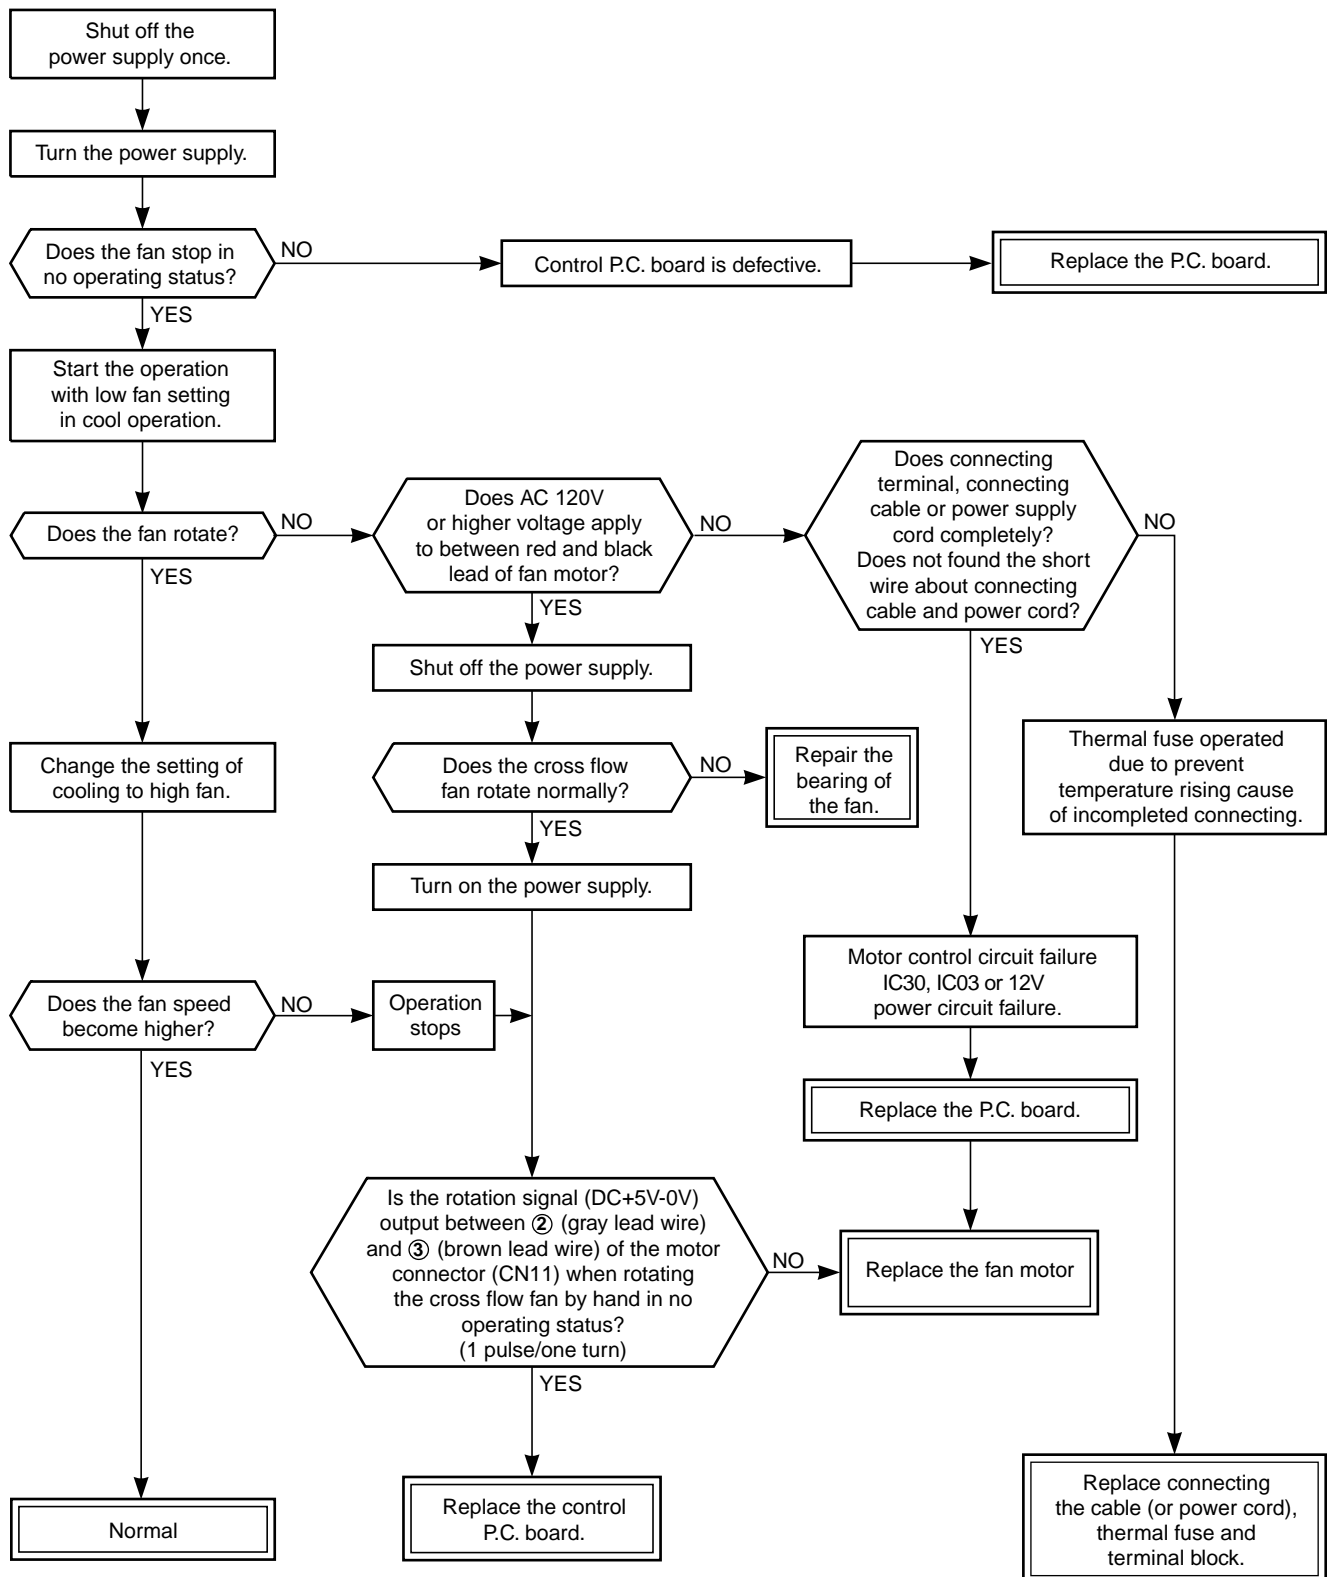 Shut off the
power supply once.
Turn the power supply.
Does the fan stop in
no operating status?
NO
Control P.C. board is defective.
Replace the P.C. board.
YES
Start the operation
with low fan setting
in cool operation.
Does the fan rotate?
NO
Does AC 120V
or higher voltage apply
to between red and black
lead of fan motor?
NO
Does connecting
terminal, connecting
cable or power supply
cord completely?
Does not found the short
wire about connecting
cable and power cord?
NO
YES
YES
YES
Shut off the power supply.
Change the setting of
cooling to high fan.
Does the cross flow
fan rotate normally?
NO
Repair the
bearing of
the fan.
Thermal fuse operated
due to prevent
temperature rising cause
of incompleted connecting.
YES
Turn on the power supply.
Motor control circuit failure
IC30, IC03 or 12V
power circuit failure.
Does the fan speed
become higher?
NO
Operation
stops
YES
Replace the P.C. board.
Is the rotation signal (DC+5V-0V)
output between ② (gray lead wire)
and ③ (brown lead wire) of the motor
connector (CN11) when rotating
the cross flow fan by hand in no
operating status?
(1 pulse/one turn)
NO
Replace the fan motor
YES
Normal
Replace the control
P.C. board.
Replace connecting
the cable (or power cord),
thermal fuse and
terminal block.